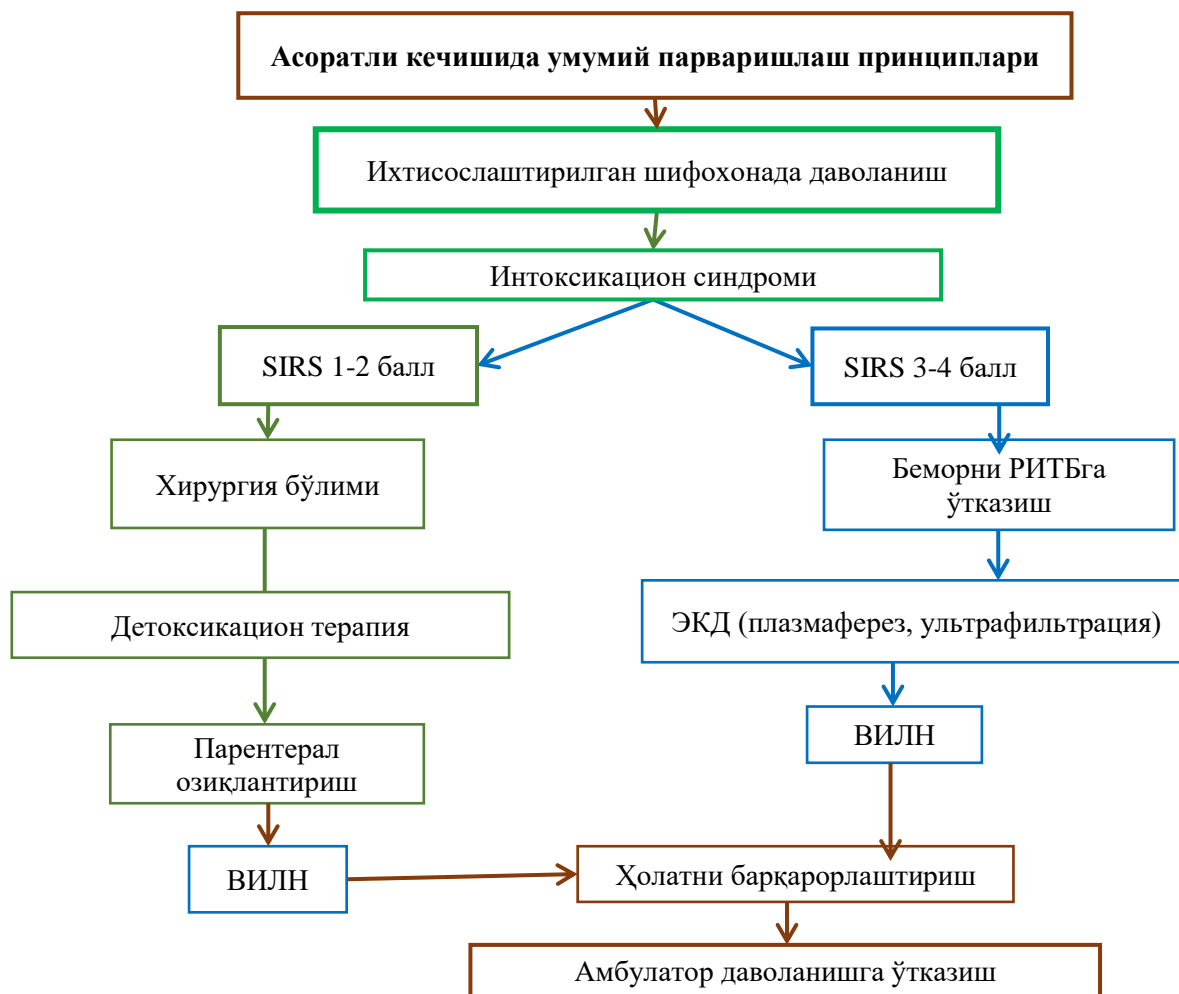 Асоратли кечишида умумий парваришлаш принциплари
Ихтисослаштирилган шифохонада даволаниш
Интоксикацион синдроми
SIRS 1-2 балл
SIRS 3-4 балл
Хирургия бўлими
Беморни РИТБга
ўтказиш
Детоксикацион терапия
ЭКД (плазмаферез, ультрафильтрация)
Парентерал
озиқлантириш
ВИЛН
ВИЛН
Ҳолатни барқарорлаштириш
Амбулатор даволанишга ўтказиш